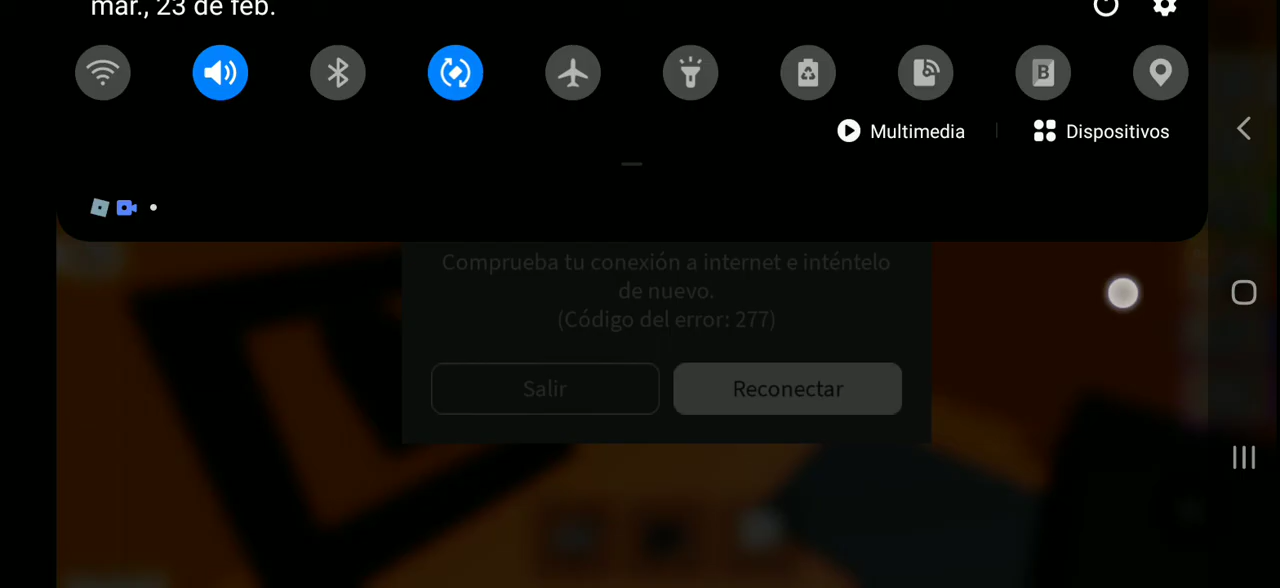 mar., 23 de feb.
Multimedia
Dispositivos
Comprueba tu conexión a internet e inténtelo
de nuevo.
(Código del error: 277)
Salir
Reconectar